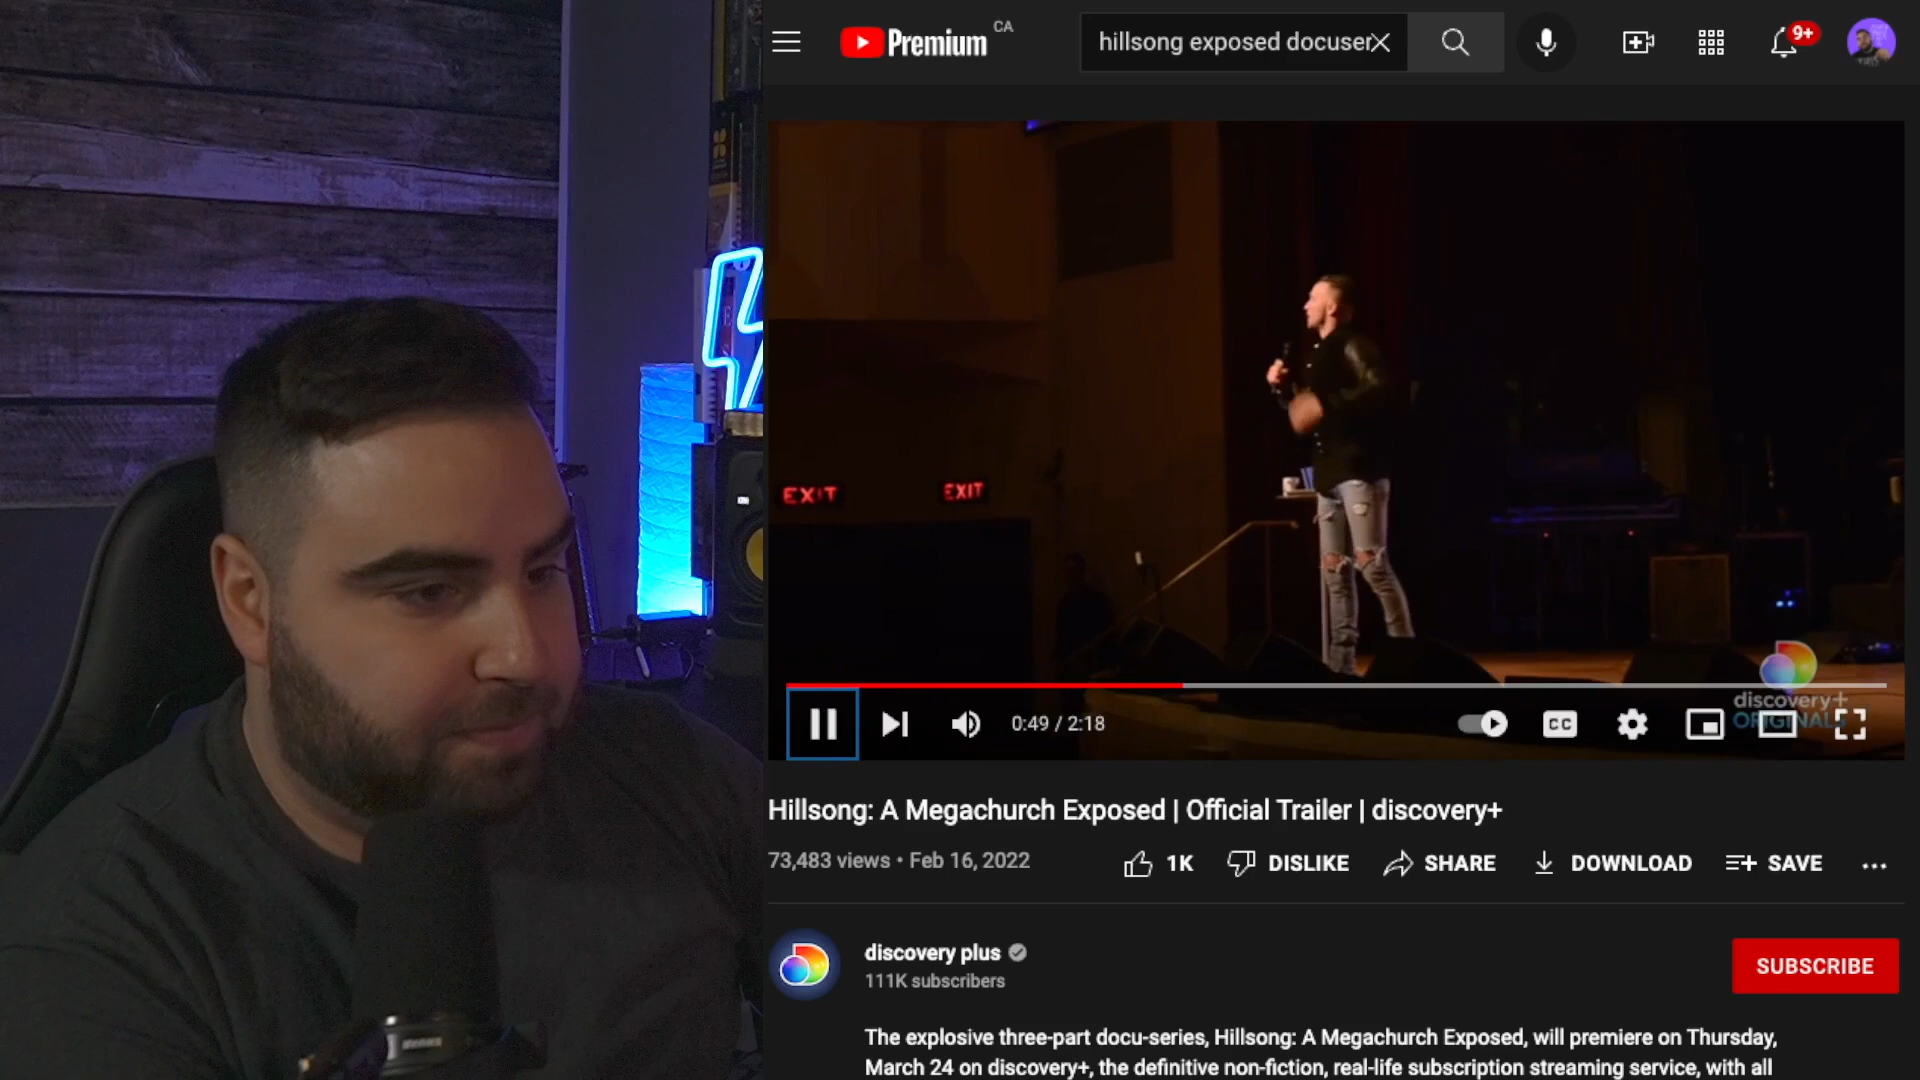 Premium CA
hillsong exposed docuser
9+
EXIT EXIT
discovery+
ORIGINALS
0:49 / 2:18
CC
Hillsong: A Megachurch Exposed | Official Trailer | discovery+
73,483 views • Feb 16, 2022
1K DISLIKE SHARE DOWNLOAD SAVE
discovery plus
111K subscribers
SUBSCRIBE
The explosive three-part docu-series, Hillsong: A Megachurch Exposed, will premiere on Thursday,
March 24 on discovery+, the definitive non-fiction, real-life subscription streaming service, with all